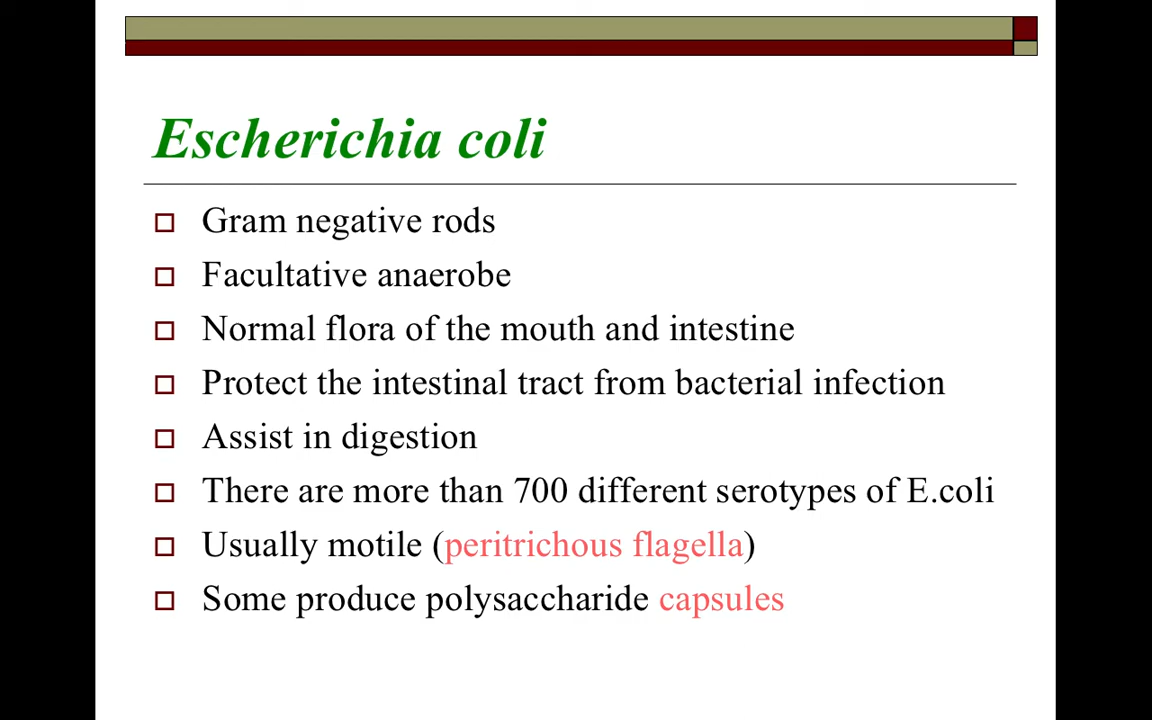 Escherichia coli
Gram negative rods
Facultative anaerobe
Normal flora of the mouth and intestine
Protect the intestinal tract from bacterial infection
Assist in digestion
There are more than 700 different serotypes of E.coli
Usually motile (peritrichous flagella)
Some produce polysaccharide capsules